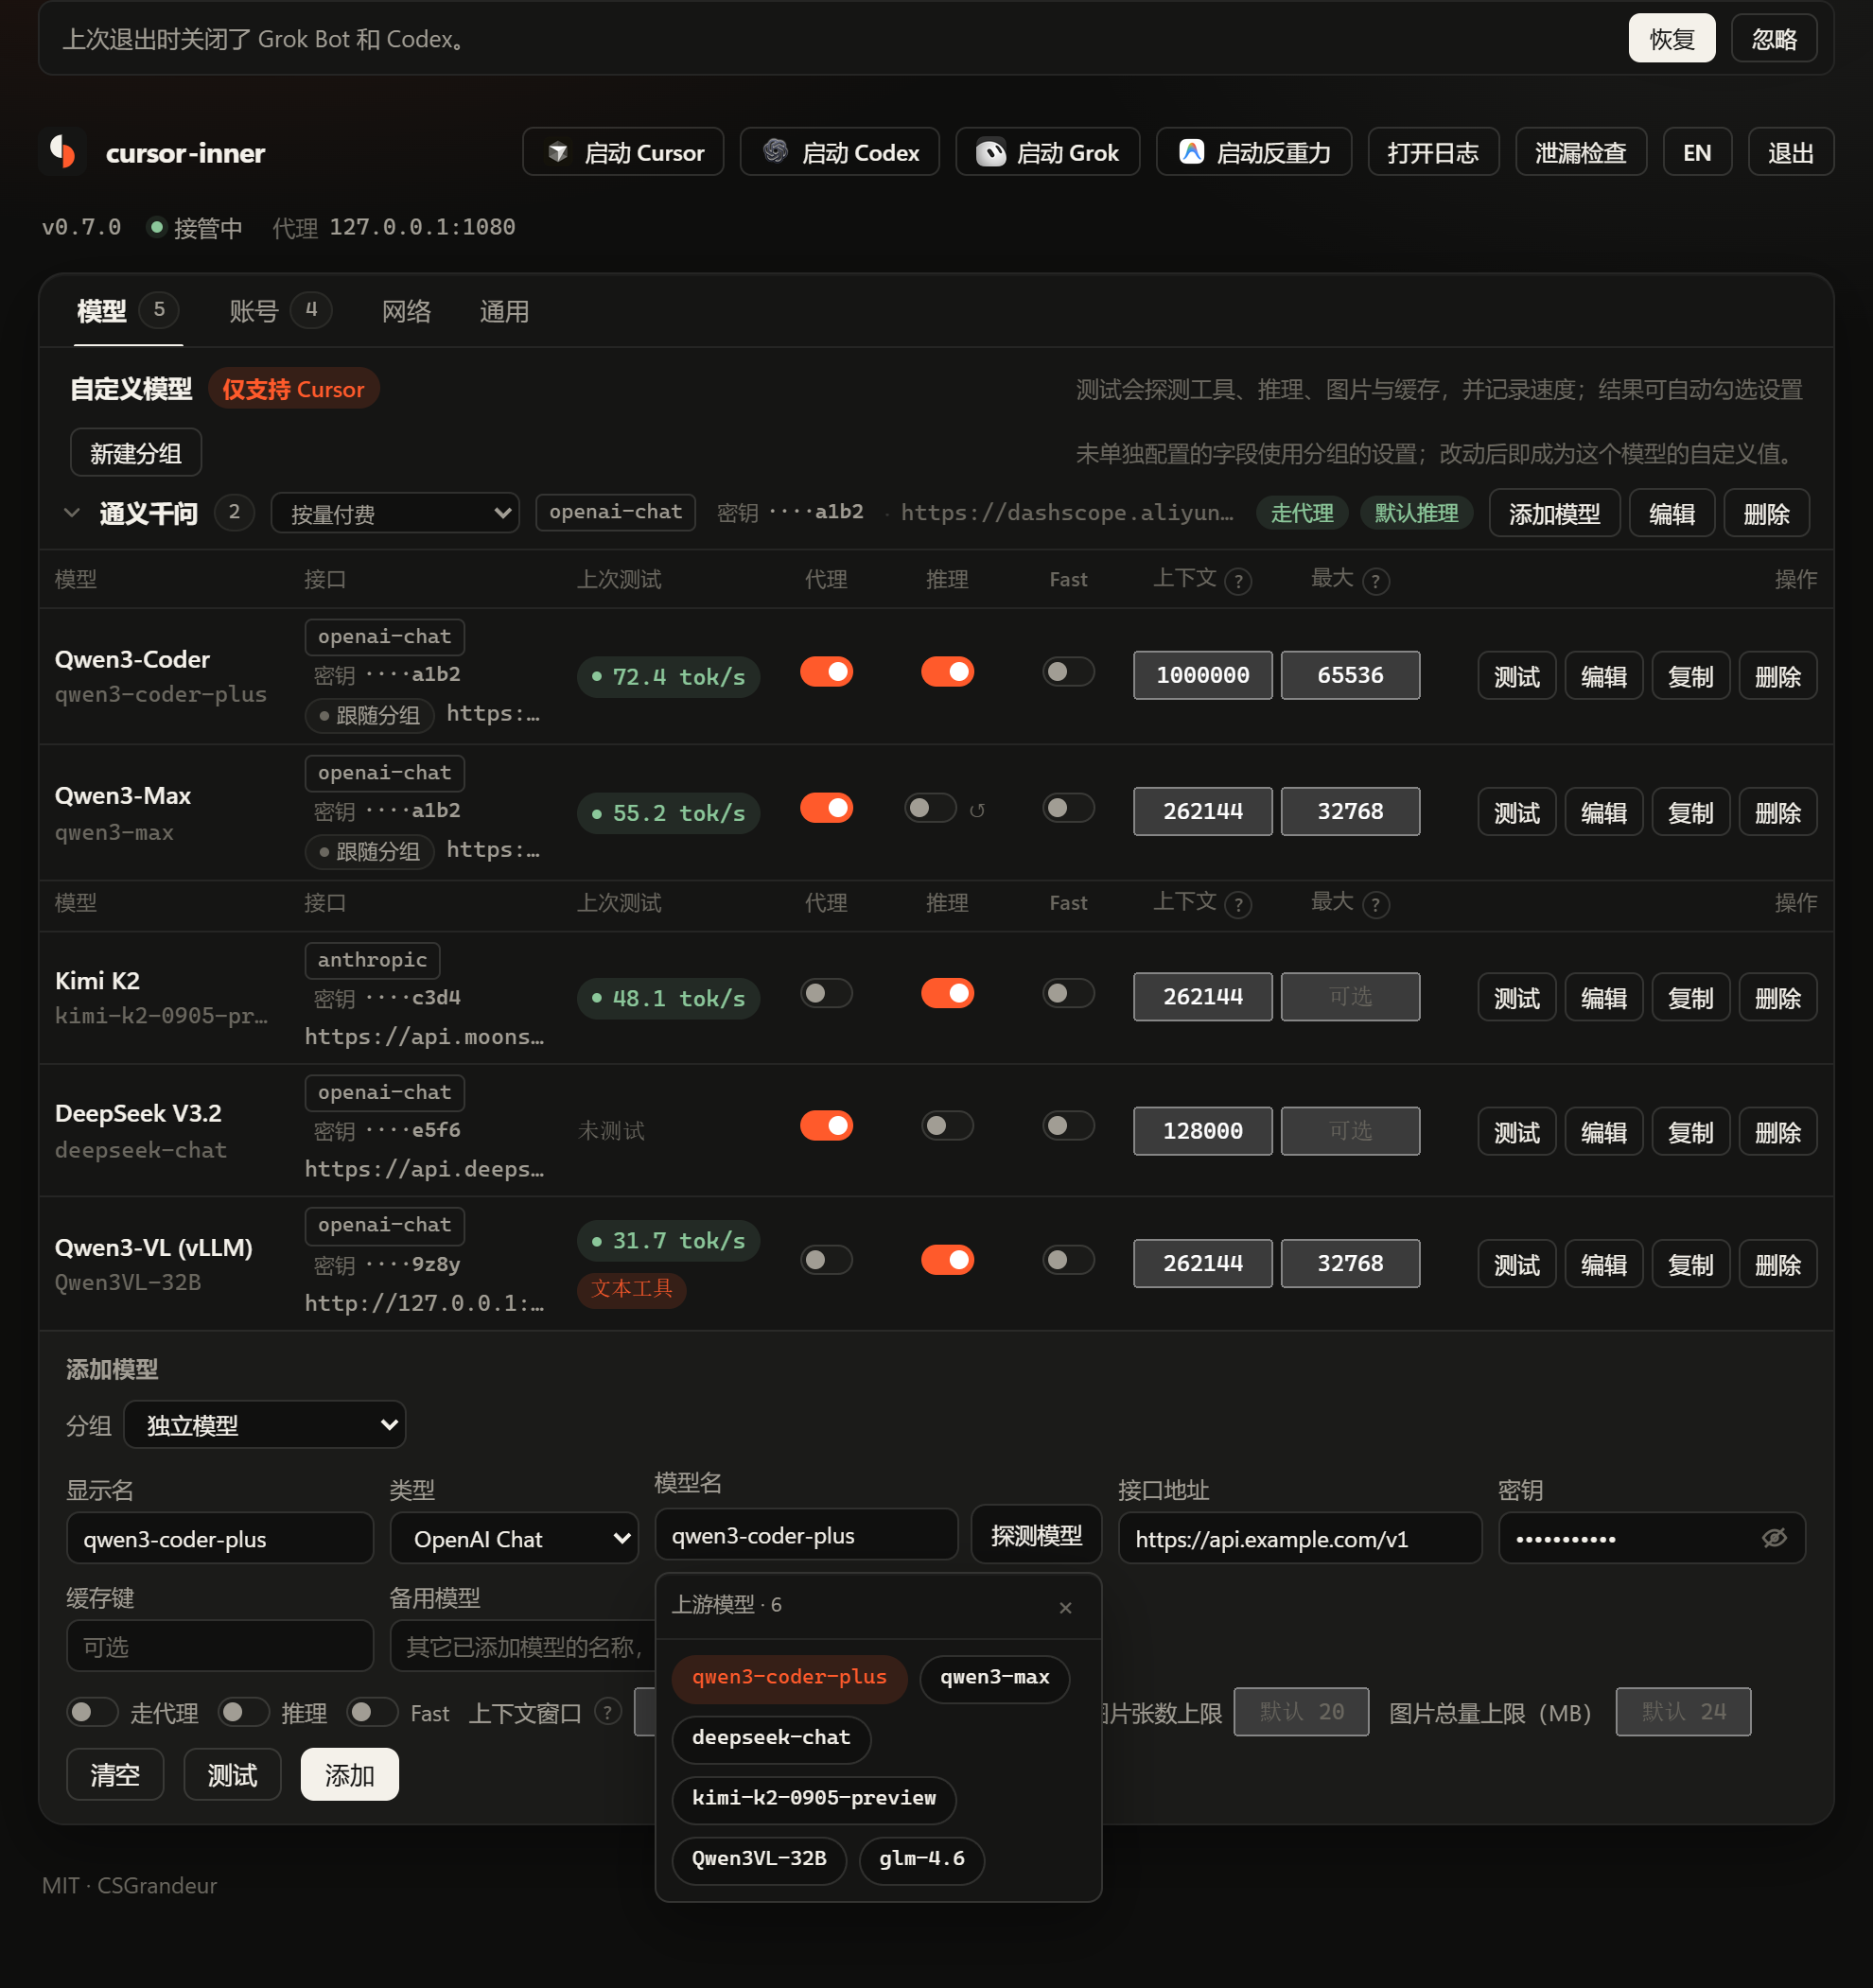 上次退出时关闭了 Grok Bot 和 Codex。 恢复 忽略
cursor-inner 启动 Cursor 启动 Codex 启动 Grok 启动反重力 打开日志 泄漏检查 EN 退出
v0.7.0 接管中 代理 127.0.0.1:1080
模型 5 账号 4 网络 通用
自定义模型 仅支持 Cursor 测试会探测工具、推理、图片与缓存，并记录速度；结果可自动勾选设置
新建分组 未单独配置的字段使用分组的设置；改动后即成为这个模型的自定义值。
通义千问 2 按量付费 openai-chat 密钥 ····a1b2 · https://dashscope.aliyun… 走代理 默认推理 添加模型 编辑 删除
模型 接口 上次测试 代理 推理 Fast 上下文 ? 最大 ? 操作
openai-chat
Qwen3-Coder 密钥 ····a1b2 72.4 tok/s 1000000 65536 测试 编辑 复制 删除
qwen3-coder-plus
跟随分组 https:…
openai-chat
Qwen3-Max 密钥 ····a1b2 55.2 tok/s ↺ 262144 32768 测试 编辑 复制 删除
qwen3-max
跟随分组 https:…
模型 接口 上次测试 代理 推理 Fast 上下文 ? 最大 ? 操作
anthropic
Kimi K2 密钥 ····c3d4 48.1 tok/s 262144 可选 测试 编辑 复制 删除
kimi-k2-0905-pr…
https://api.moons…
openai-chat
DeepSeek V3.2 密钥 ····e5f6 未测试 128000 可选 测试 编辑 复制 删除
deepseek-chat
https://api.deeps…
openai-chat 31.7 tok/s
Qwen3-VL (vLLM) 密钥 ····9z8y 262144 32768 测试 编辑 复制 删除
Qwen3VL-32B 文本工具
http://127.0.0.1:…
添加模型
分组 独立模型
显示名 类型 模型名 接口地址 密钥
qwen3-coder-plus OpenAI Chat qwen3-coder-plus 探测模型 https://api.example.com/v1 •••••••••••
缓存键 备用模型
可选 其它已添加模型的名称，
上游模型 · 6 ×
qwen3-coder-plus qwen3-max
deepseek-chat
kimi-k2-0905-preview
Qwen3VL-32B glm-4.6
走代理 推理 Fast 上下文窗口 ? 片张数上限 默认 20 图片总量上限（MB） 默认 24
清空 测试 添加
MIT · CSGrandeur